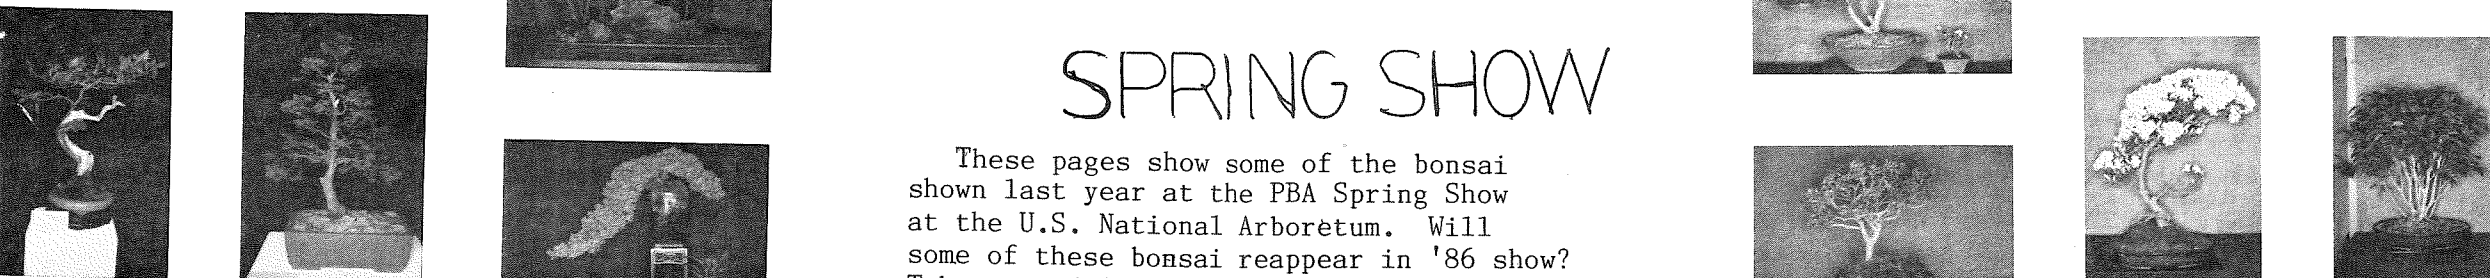 SPRING SHOW
These pages show some of the bonsai
shown last year at the PBA Spring Show
at the U.S. National Arboretum. Will
some of these bonsai reappear in '86 show?